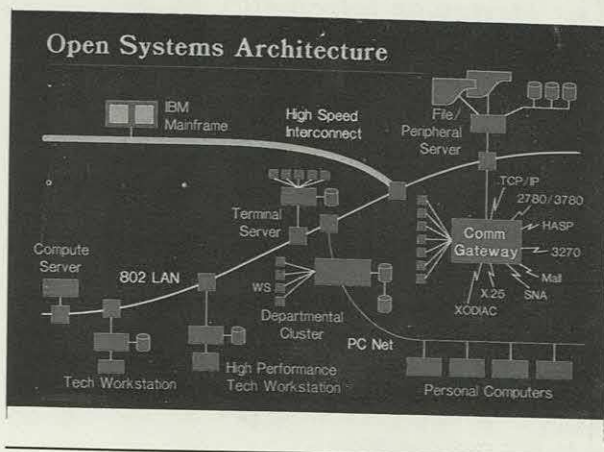 Open Systems Architecture
IBM
Mainframe
High Speed
Interconnect
File/
Peripheral
Server
TCP/IP
2780/3780
HASP
3270
Mail
SNA
X.25
XODIAC
Comm
Gateway
Terminal
Server
Compute
Server
802 LAN
WS
Departmental
Cluster
PC Net
Tech Workstation
High Performance
Tech Workstation
Personal Computers